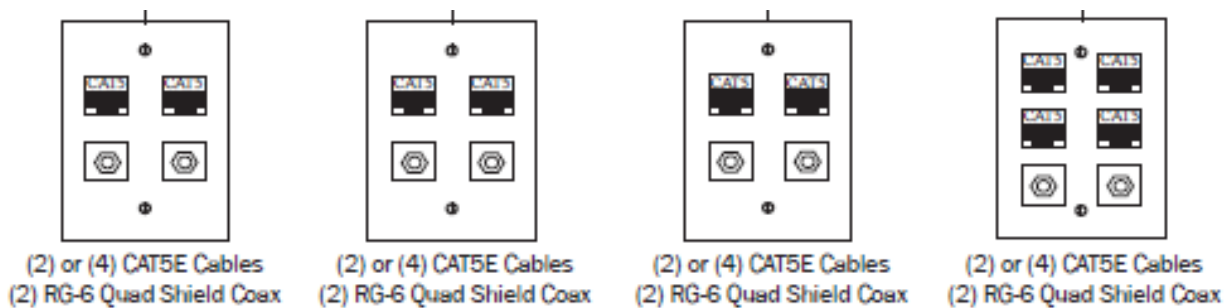 CAT5 CAT5
CAT5 CAT5
CAT5 CAT5
CAT5 CAT5
CAT5 CAT5
(2) or (4) CAT5E Cables
(2) RG-6 Quad Shield Coax
(2) or (4) CAT5E Cables
(2) RG-6 Quad Shield Coax
(2) or (4) CAT5E Cables
(2) RG-6 Quad Shield Coax
(2) or (4) CAT5E Cables
(2) RG-6 Quad Shield Coax